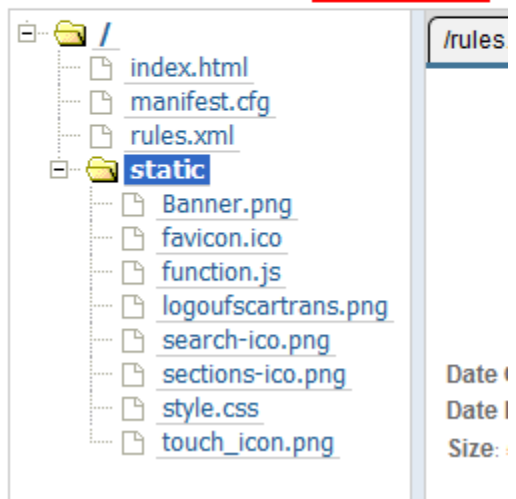 /
index.html
manifest.cfg
rules.xml
static
Banner.png
favicon.ico
function.js
logoufscartrans.png
search-ico.png
sections-ico.png
style.css
touch_icon.png
/rules
Date
Date
Size: